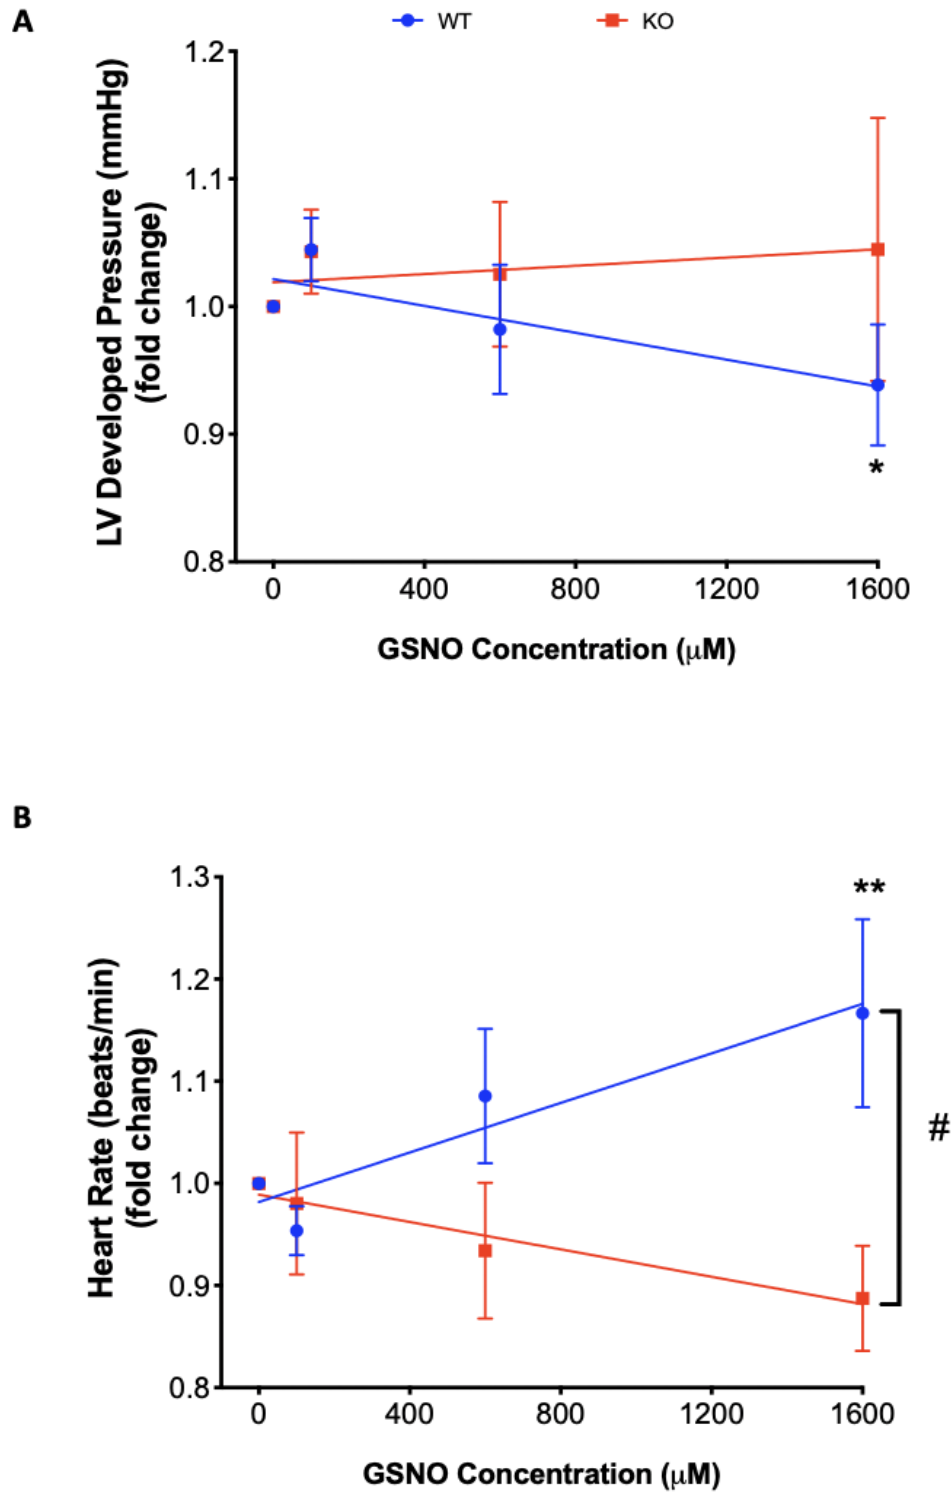 A
WT
KO
LV Developed Pressure (mmHg)
(fold change)
1.2
1.1
1.0
0.9
0.8
*
0
400
800
1200
1600
GSNO Concentration (μM)
B
Heart Rate (beats/min)
(fold change)
1.3
1.2
1.1
1.0
0.9
0.8
**
#
0
400
800
1200
1600
GSNO Concentration (μM)